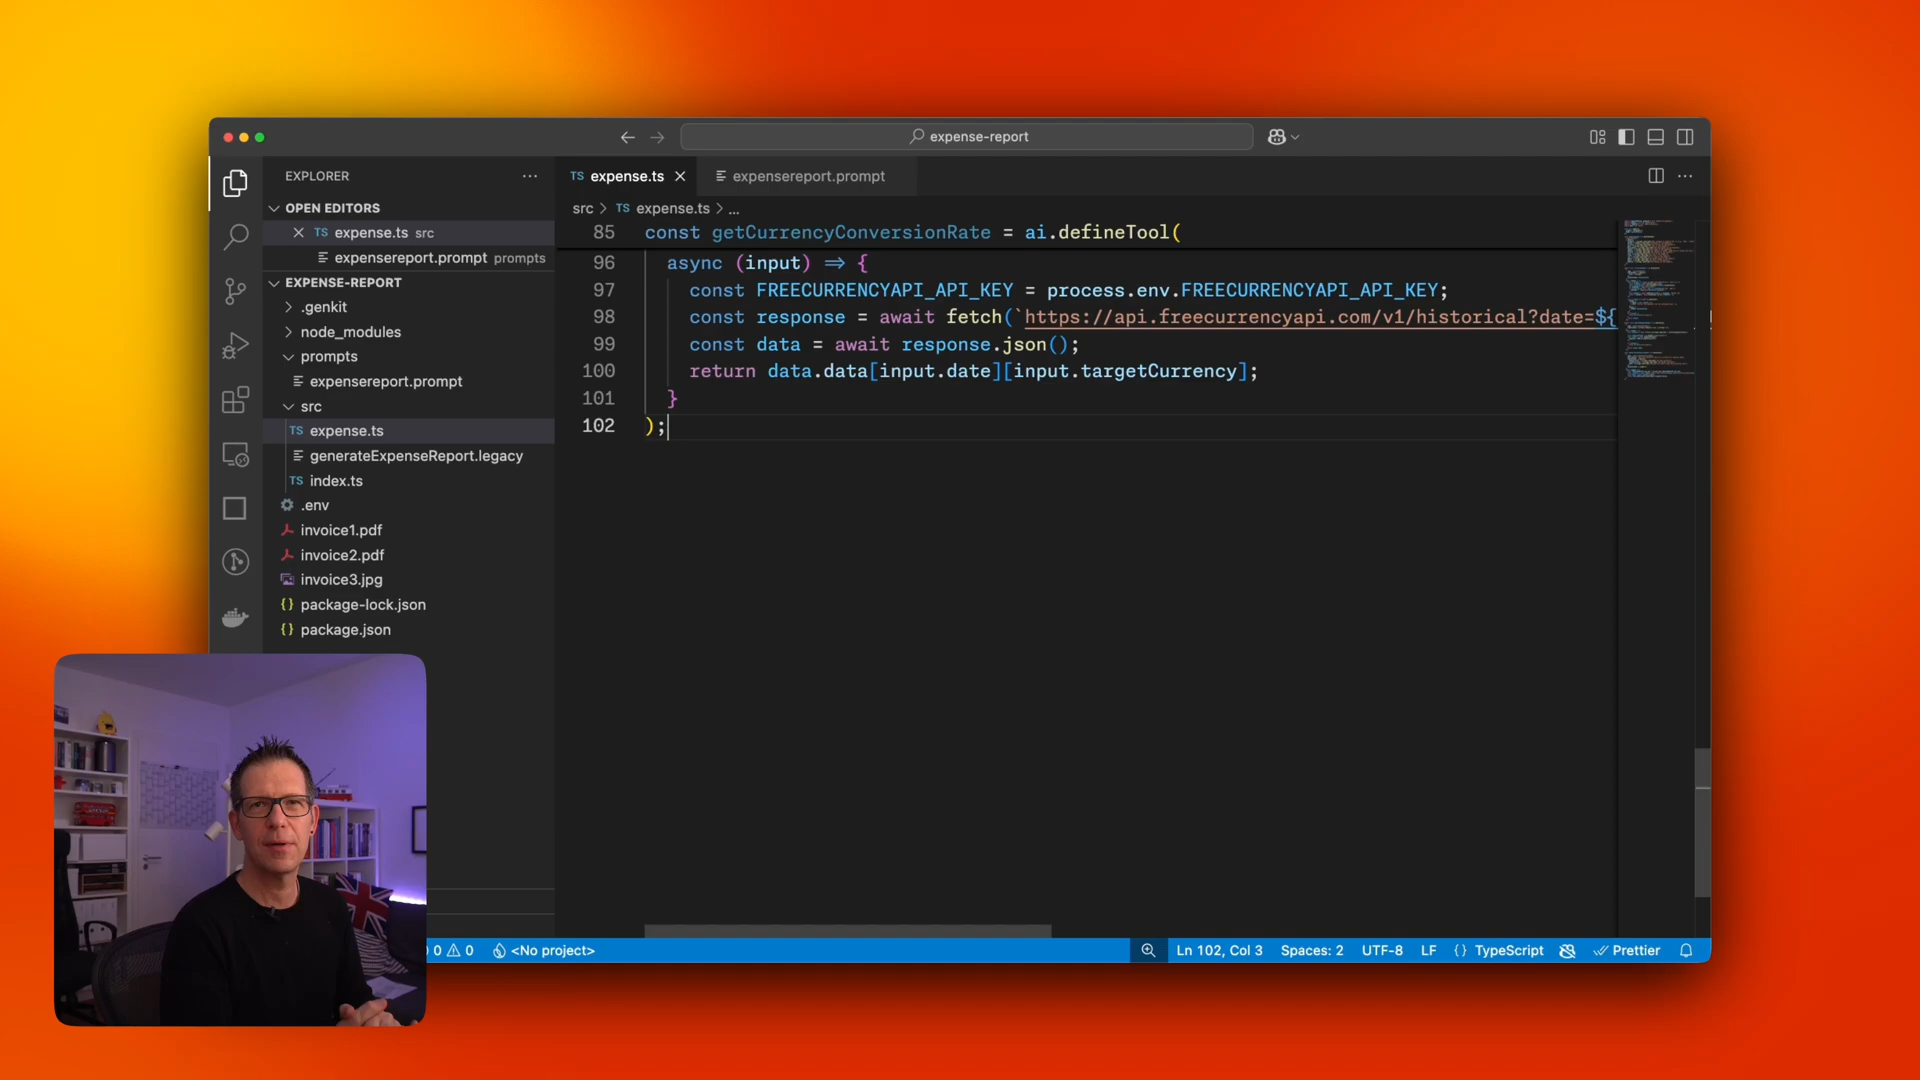 expense-report
EXPLORER
OPEN EDITORS
TS expense.ts src
expensereport.prompt prompts
EXPENSE-REPORT
.genkit
node_modules
prompts
expensereport.prompt
src
TS expense.ts
generateExpenseReport.legacy
TS index.ts
.env
invoice1.pdf
invoice2.pdf
invoice3.jpg
{} package-lock.json
{} package.json
TS expense.ts
expensereport.prompt
src > TS expense.ts > ...
85 const getCurrencyConversionRate = ai.defineTool(
96 async (input) => {
97 const FREECURRENCYAPI_API_KEY = process.env.FREECURRENCYAPI_API_KEY;
98 const response = await fetch(`https://api.freecurrencyapi.com/v1/historical?date=${
99 const data = await response.json();
100 return data.data[input.date][input.targetCurrency];
101 }
102 );
0 0 <No project>
Ln 102, Col 3 Spaces: 2 UTF-8 LF {} TypeScript Prettier